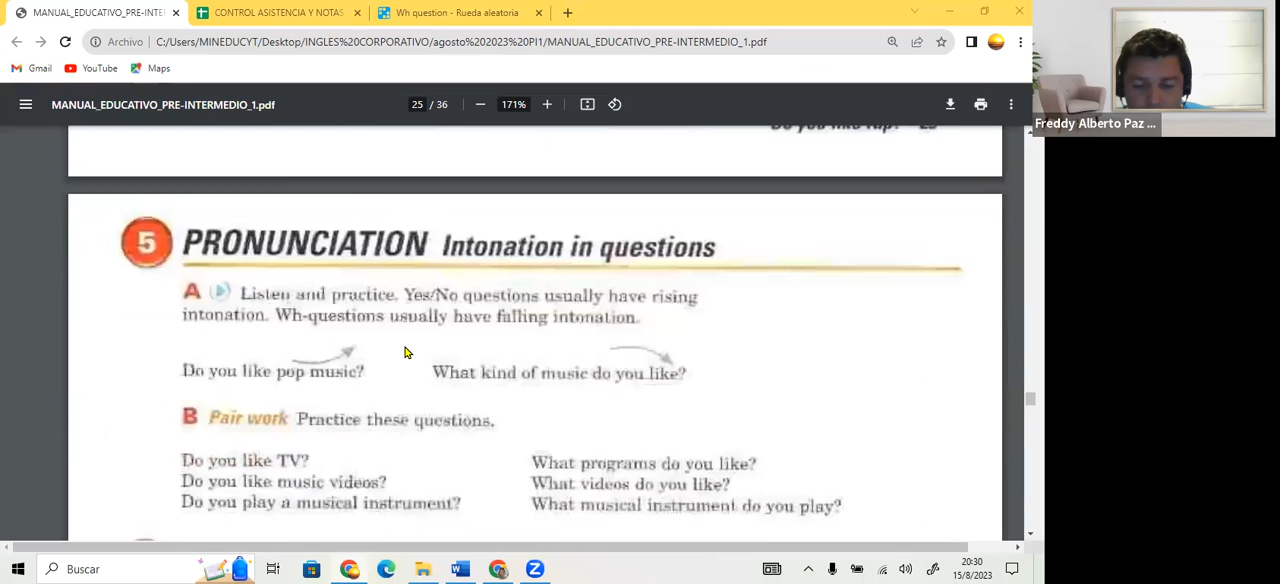 MANUAL_EDUCATIVO_PRE-INTER
CONTROL ASISTENCIA Y NOTAS
Wh question - Rueda aleatoria
Archivo
C:/Users/MINEDUCYT/Desktop/INGLES%20CORPORATIVO/agosto%202023%20PI1/MANUAL_EDUCATIVO_PRE-INTERMEDIO_1.pdf
Gmail
YouTube
Maps
MANUAL_EDUCATIVO_PRE-INTERMEDIO_1.pdf
25 / 36
171%
Freddy Alberto Paz ...
Do you like rap?
5 PRONUNCIATION Intonation in questions
A Listen and practice. Yes/No questions usually have rising
intonation. Wh-questions usually have falling intonation.
Do you like pop music? What kind of music do you like?
B Pair work Practice these questions.
Do you like TV? What programs do you like?
Do you like music videos? What videos do you like?
Do you play a musical instrument? What musical instrument do you play?
Buscar
20:30
15/8/2023